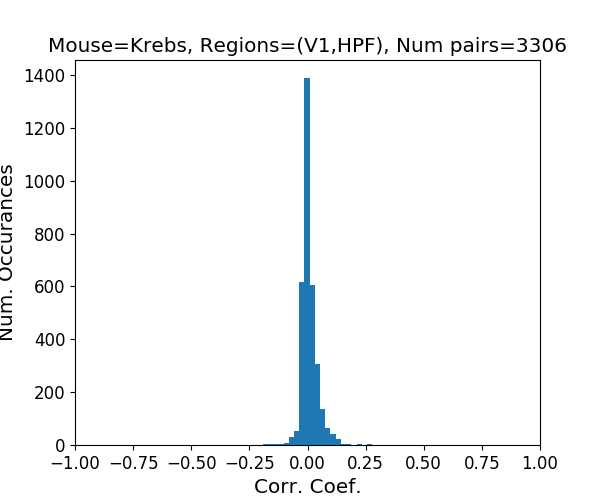 Mouse=Krebs, Regions=(V1,HPF), Num pairs=3306
1400
1200
1000
800
600
400
200
0
Num. Occurances
−1.00 −0.75 −0.50 −0.25 0.00 0.25 0.50 0.75 1.00
Corr. Coef.